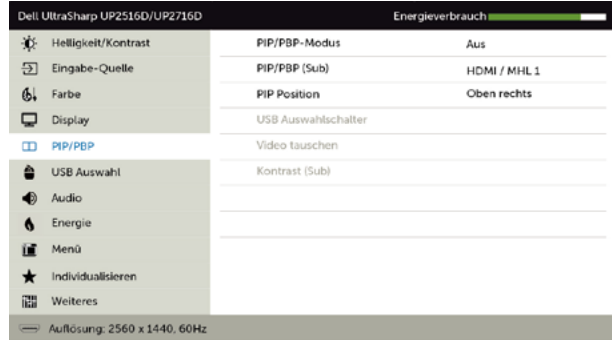 Dell UltraSharp UP2516D/UP2716D Energieverbrauch
Helligkeit/Kontrast PIP/PBP-Modus Aus
Eingabe-Quelle PIP/PBP (Sub) HDMI / MHL 1
Farbe PIP Position Oben rechts
Display USB Auswahlschalter
PIP/PBP Video tauschen
USB Auswahl Kontrast (Sub)
Audio
Energie
Menü
Individualisieren
Weiteres
Auflösung: 2560 x 1440, 60Hz